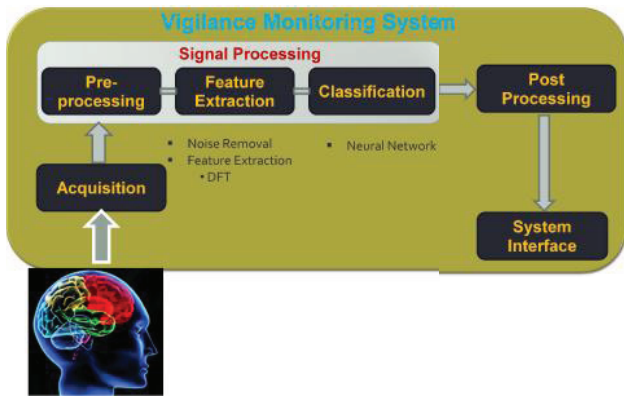 Vigilance Monitoring System
Signal Processing
Pre-
processing
Feature
Extraction
Classification
Post
Processing
▪ Noise Removal
▪ Feature Extraction
• DFT
▪ Neural Network
Acquisition
System
Interface